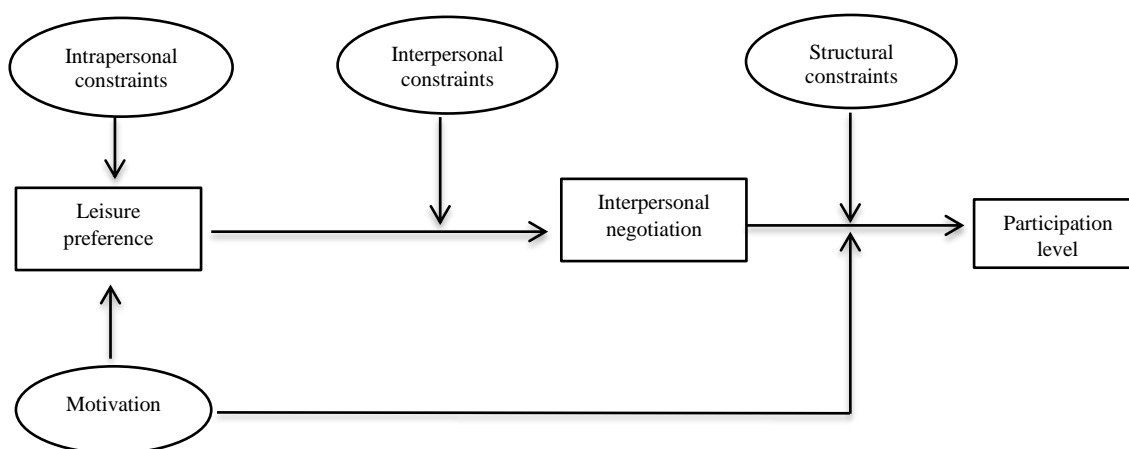 Intrapersonal
constraints
Interpersonal
constraints
Structural
constraints
Leisure
preference
Interpersonal
negotiation
Participation
level
Motivation